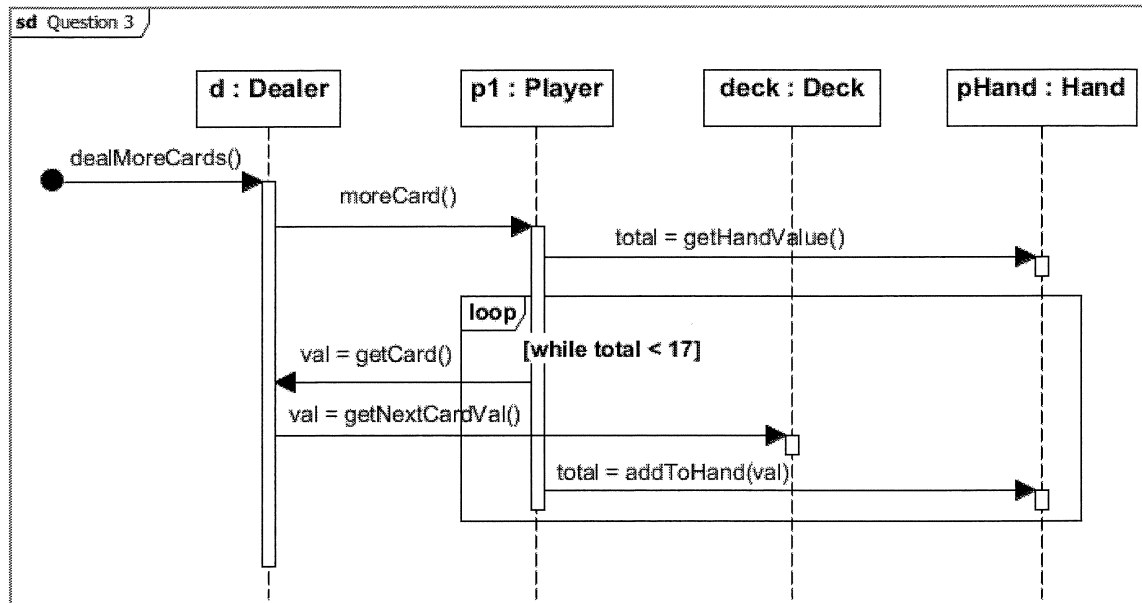 sd Question 3
d : Dealer
p1 : Player
deck : Deck
pHand : Hand
dealMoreCards()
moreCard()
total = getHandValue()
loop
[while total < 17]
val = getCard()
val = getNextCardVal()
total = addToHand(val)